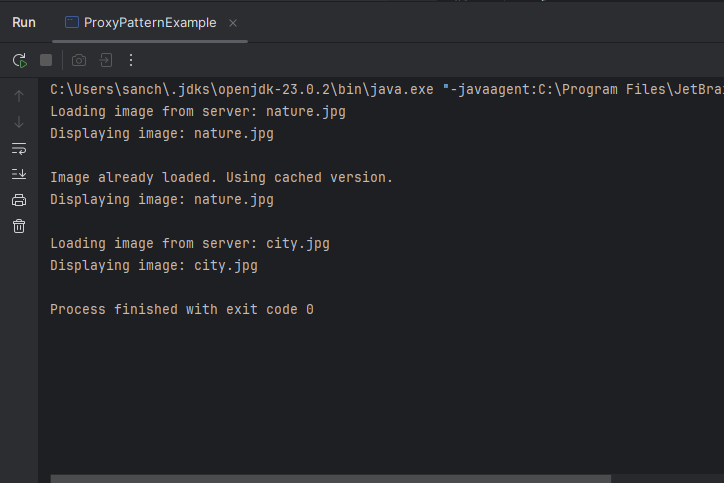 Run ProxyPatternExample
C:\Users\sanch\.jdks\openjdk-23.0.2\bin\java.exe "-javaagent:C:\Program Files\JetBra
Loading image from server: nature.jpg
Displaying image: nature.jpg
Image already loaded. Using cached version.
Displaying image: nature.jpg
Loading image from server: city.jpg
Displaying image: city.jpg
Process finished with exit code 0